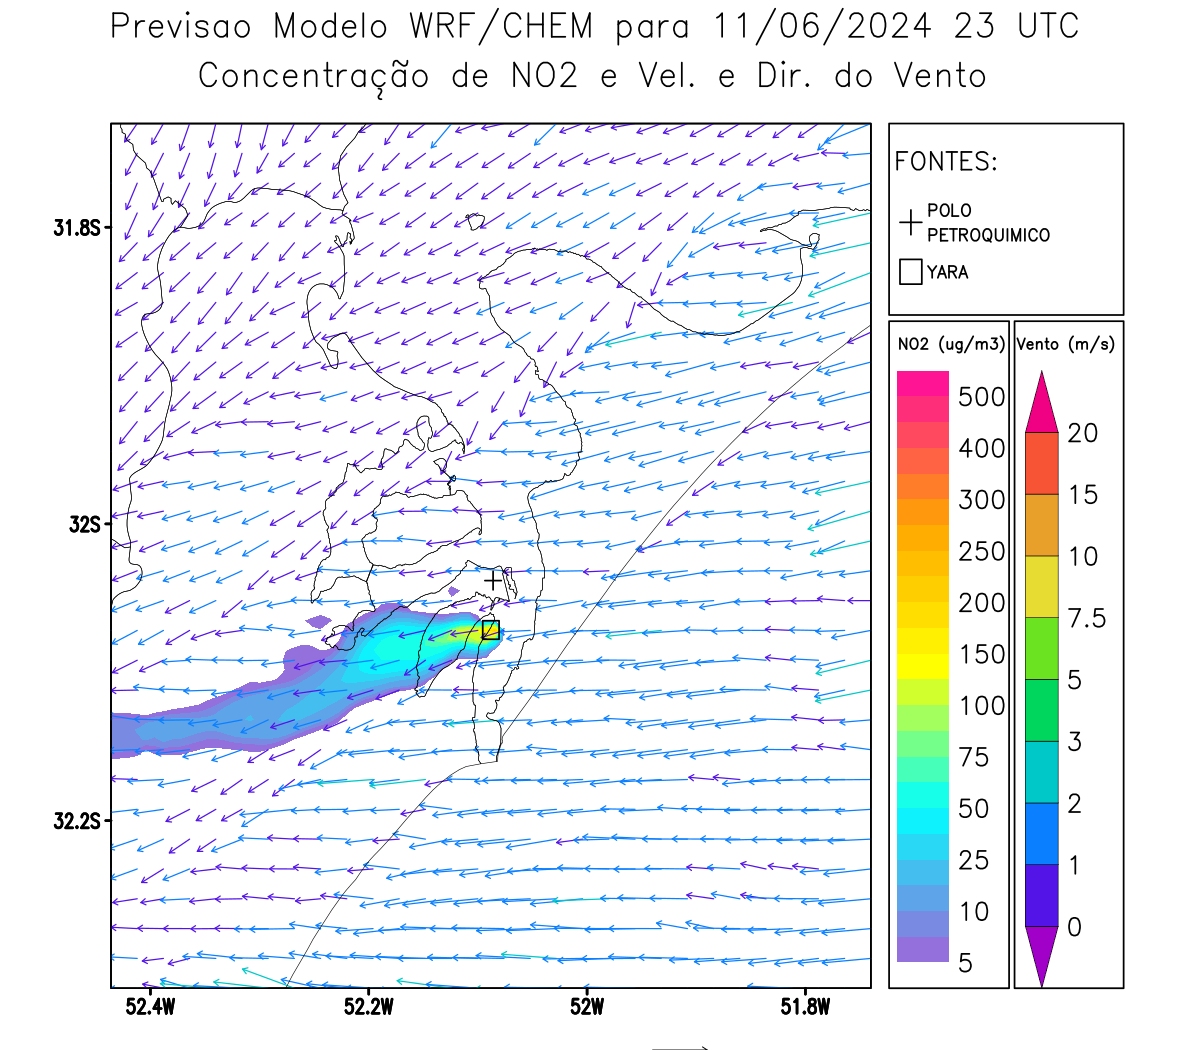 Previsao Modelo WRF/CHEM para 11/06/2024 23 UTC
Concentração de NO2 e Vel. e Dir. do Vento
FONTES:
POLO
PETROQUIMICO
YARA
31.8S
32S
32.2S
52.4W
52.2W
52W
51.8W
NO2 (ug/m3)
500
400
300
250
200
150
100
75
50
25
10
5
Vento (m/s)
20
15
10
7.5
5
3
2
1
0